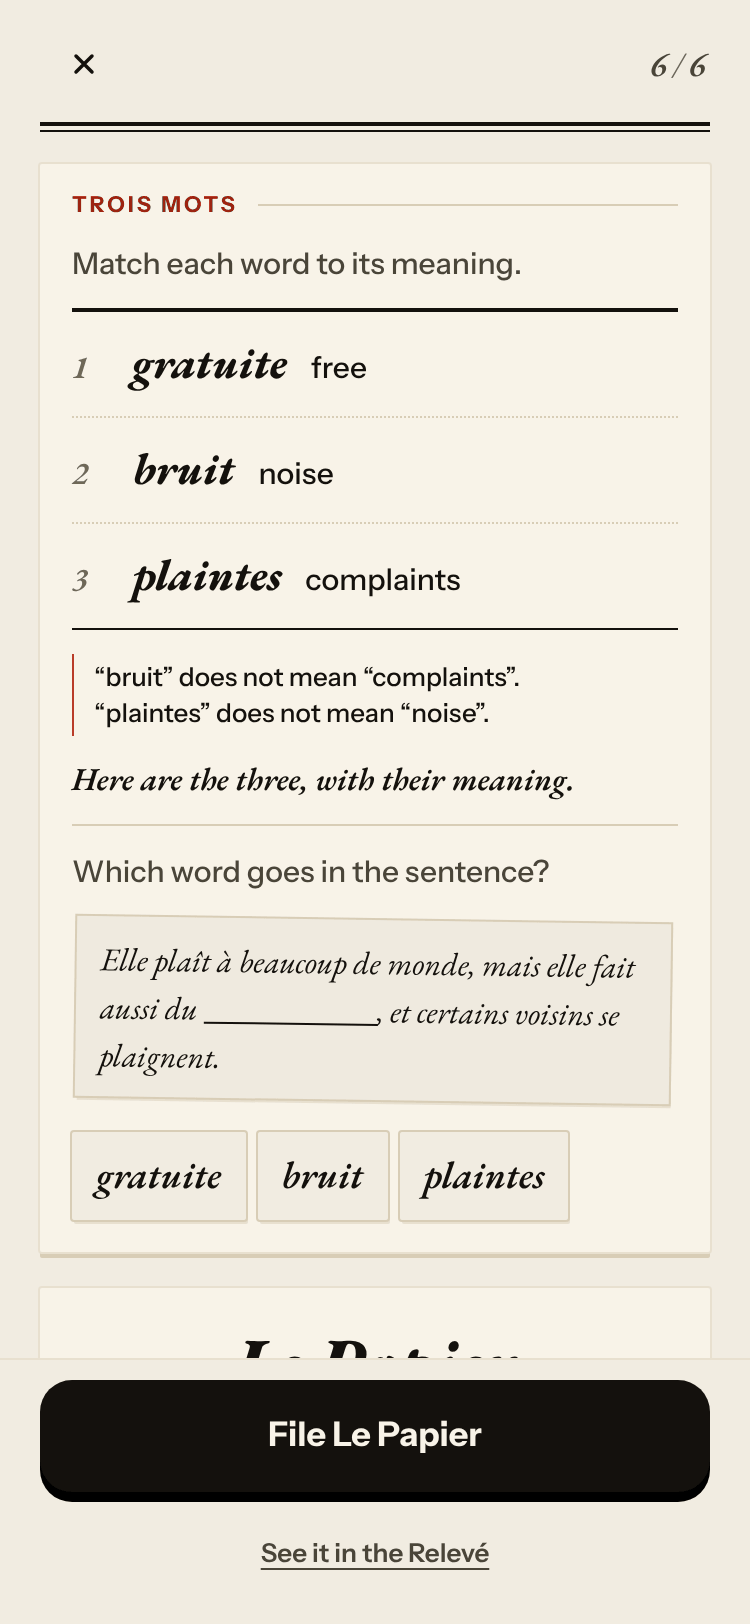 6/6
TROIS MOTS
Match each word to its meaning.
1 gratuite free
2 bruit noise
3 plaintes complaints
“bruit” does not mean “complaints”.
“plaintes” does not mean “noise”.
Here are the three, with their meaning.
Which word goes in the sentence?
Elle plaît à beaucoup de monde, mais elle fait
aussi du ____________, et certains voisins se
plaignent.
gratuite bruit plaintes
Le Papier
File Le Papier
See it in the Relevé